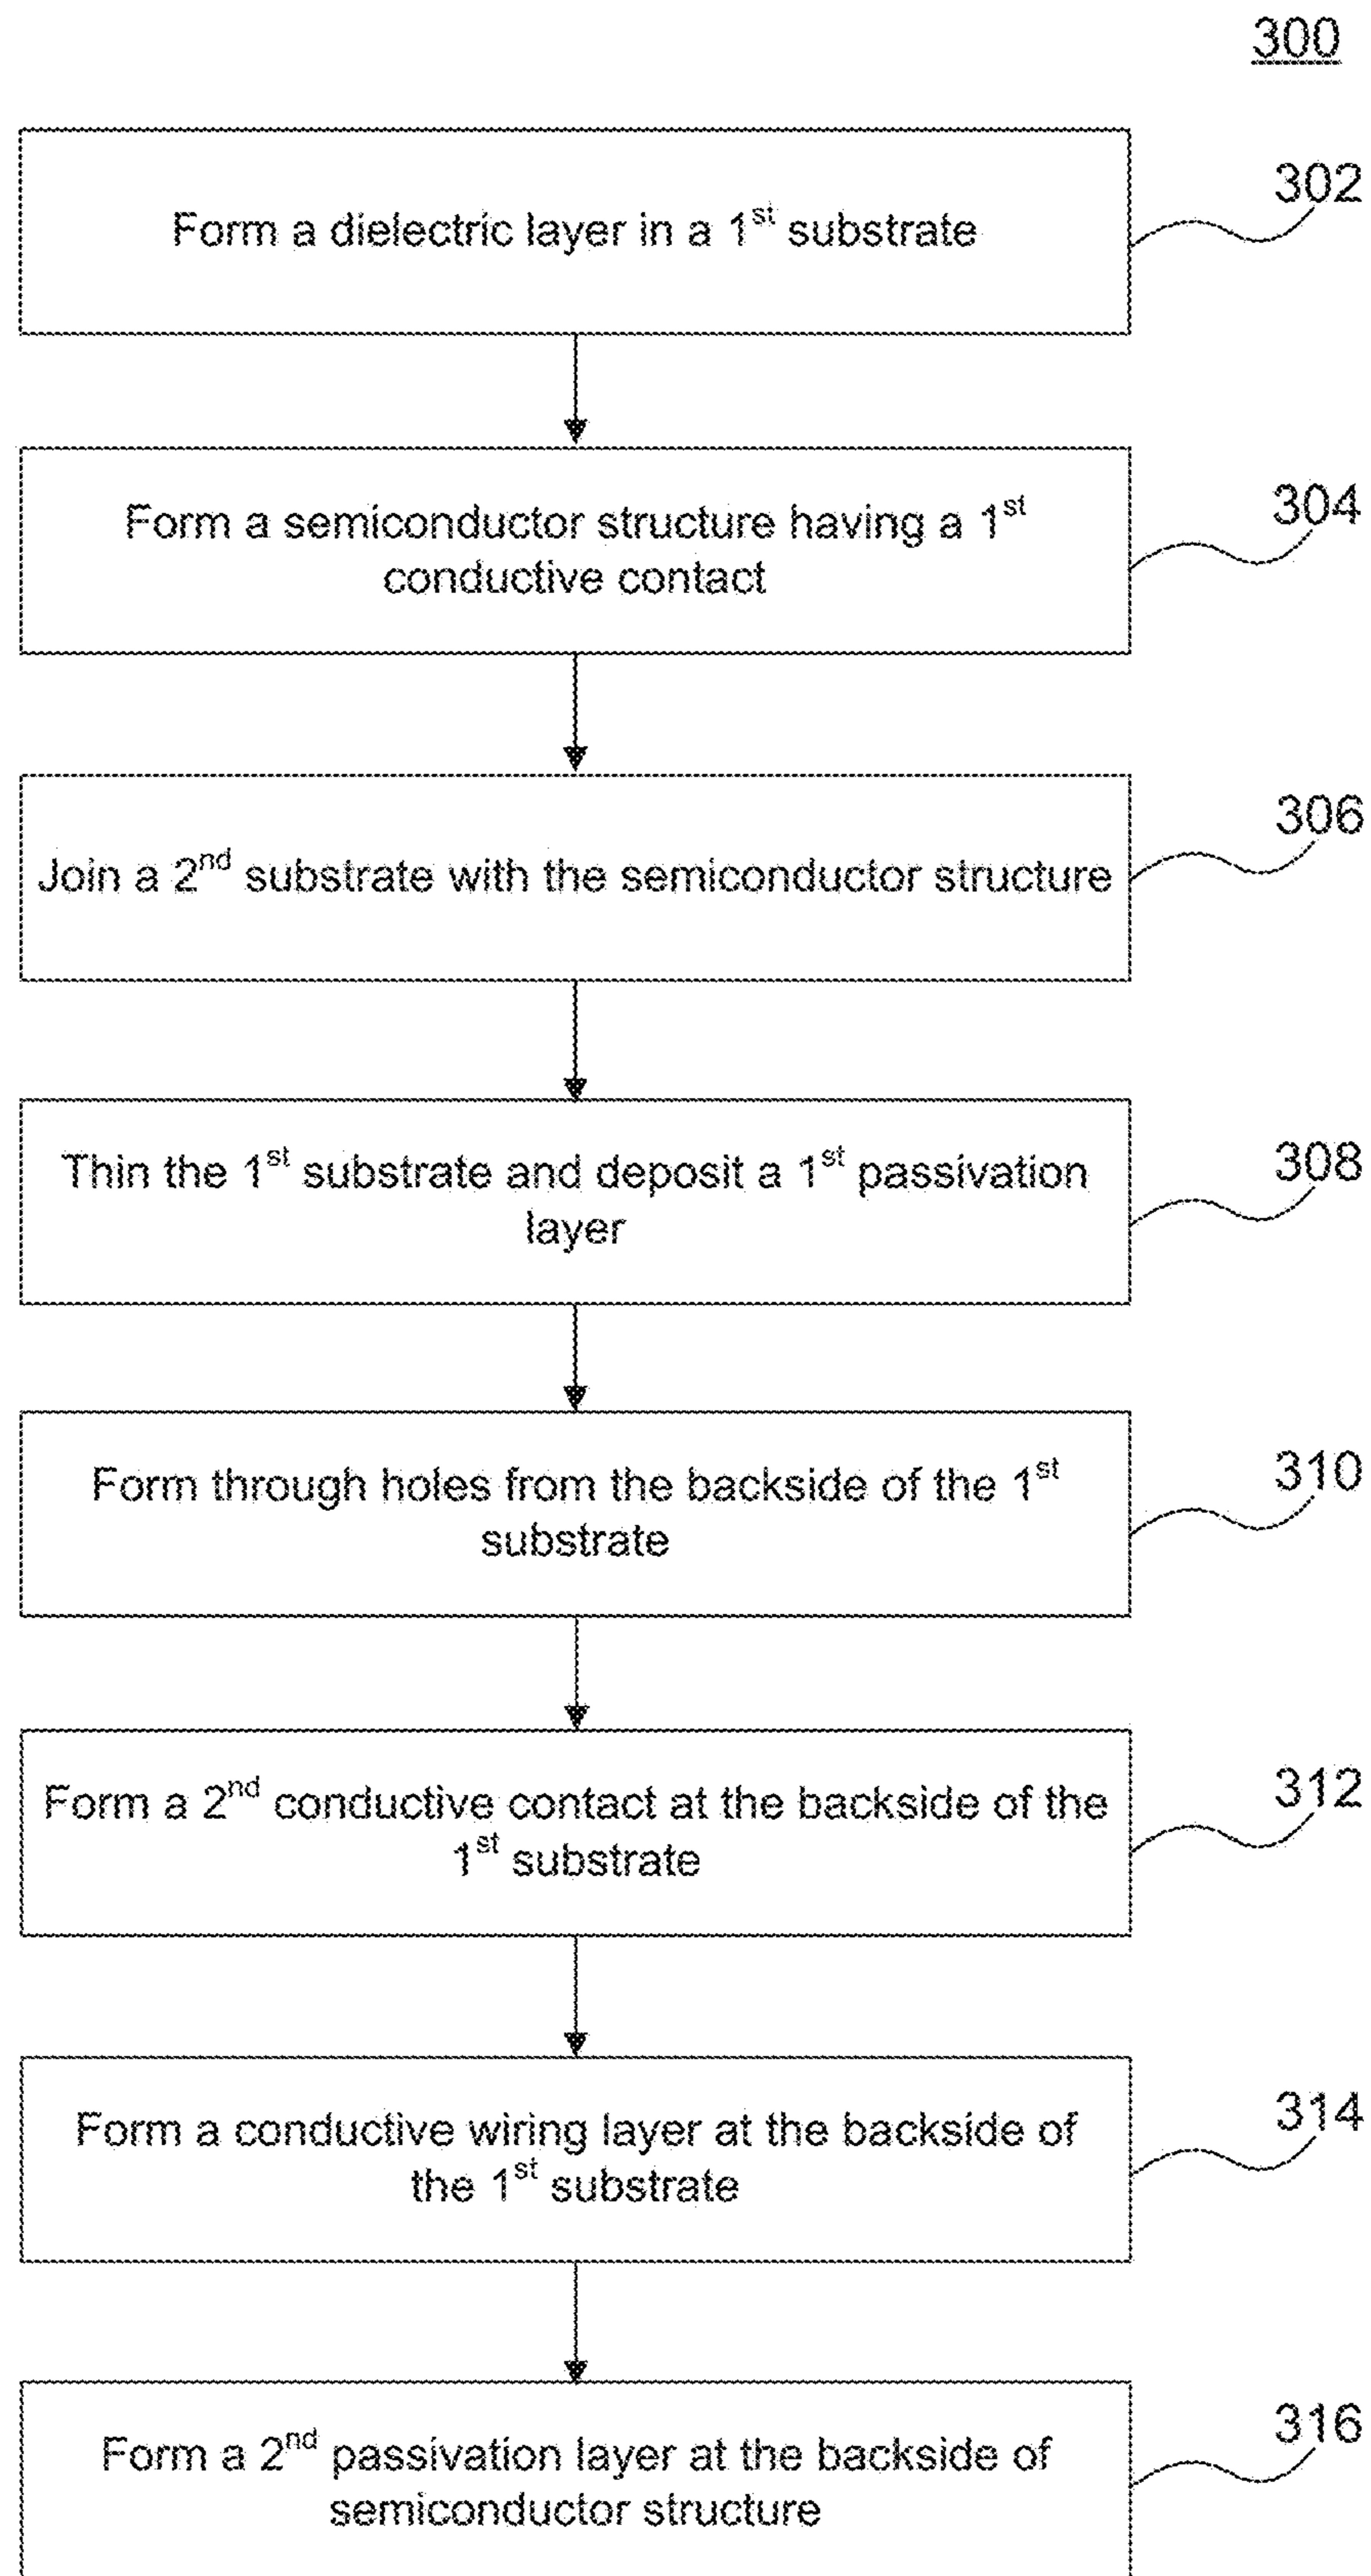 300
Form a dielectric layer in a 1st substrate
302
Form a semiconductor structure having a 1st
conductive contact
304
Join a 2nd substrate with the semiconductor structure
306
Thin the 1st substrate and deposit a 1st passivation
layer
308
Form through holes from the backside of the 1st
substrate
310
Form a 2nd conductive contact at the backside of the
1st substrate
312
Form a conductive wiring layer at the backside of
the 1st substrate
314
Form a 2nd passivation layer at the backside of
semiconductor structure
316